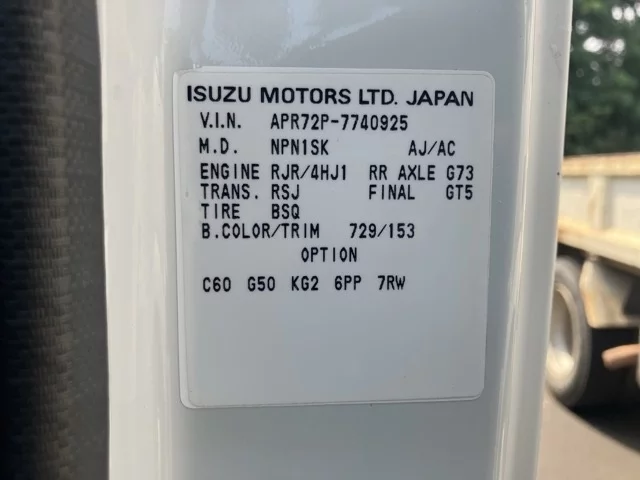 ISUZU MOTORS LTD. JAPAN
V.I.N. APR72P-7740925
M.D. NPN1SK AJ/AC
ENGINE RJR/4HJ1 RR AXLE G73
TRANS. RSJ FINAL GT5
TIRE BSQ
B.COLOR/TRIM 729/153
OPTION
C60 G50 KG2 6PP 7RW